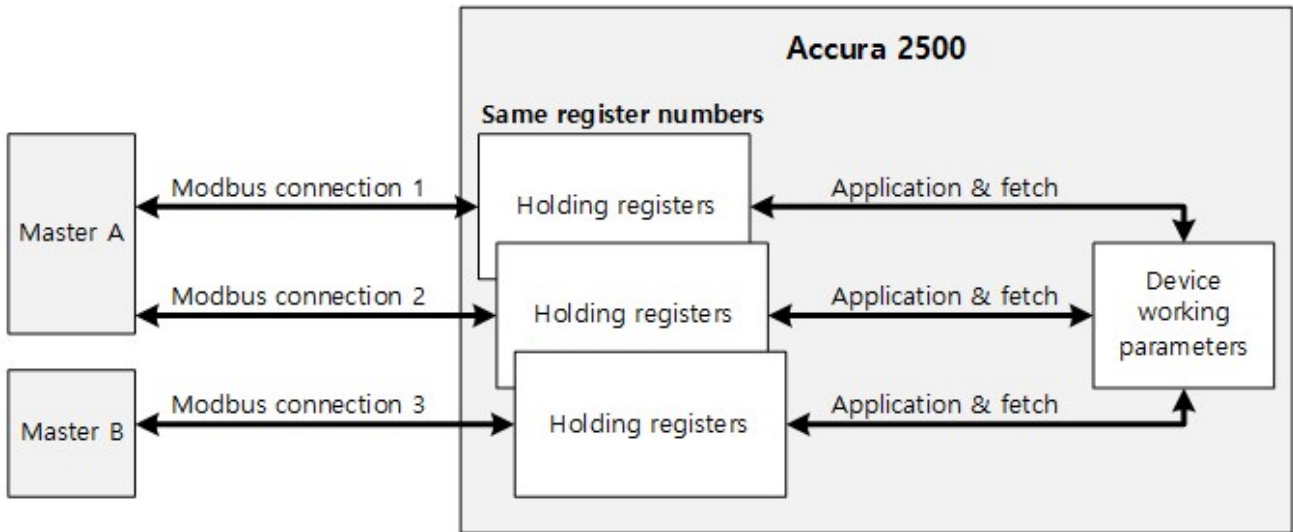 Accura 2500
Same register numbers
Master A
Modbus connection 1
Holding registers
Application & fetch
Modbus connection 2
Holding registers
Application & fetch
Device
working
parameters
Master B
Modbus connection 3
Holding registers
Application & fetch